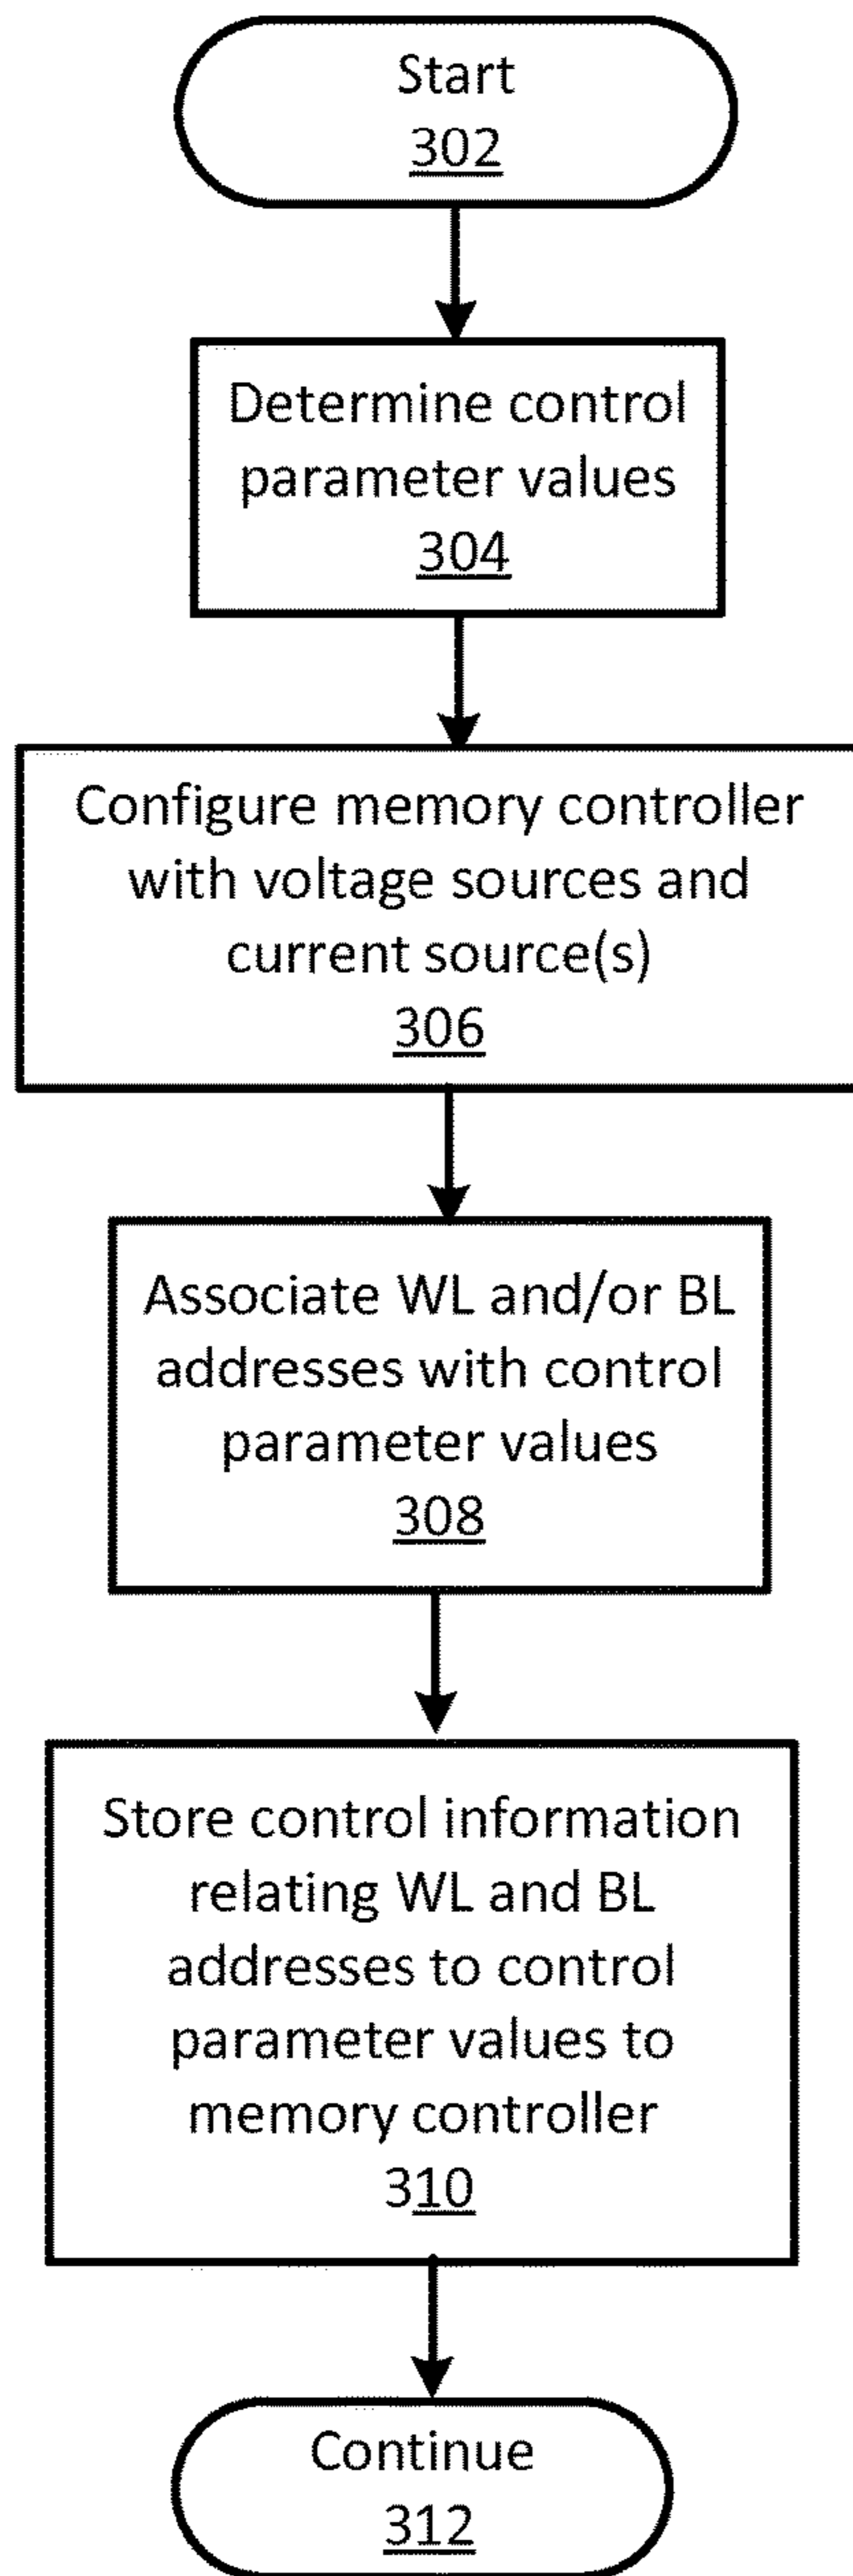 Start
302
Determine control
parameter values
304
Configure memory controller
with voltage sources and
current source(s)
306
Associate WL and/or BL
addresses with control
parameter values
308
Store control information
relating WL and BL
addresses to control
parameter values to
memory controller
310
Continue
312